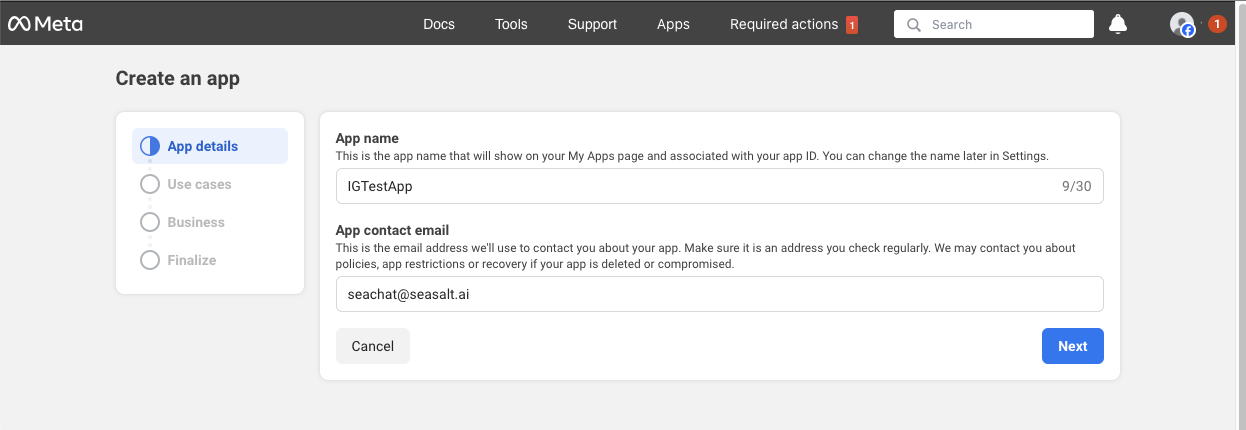 Meta
Docs Tools Support Apps Required actions 1 Search 1
Create an app
App details
Use cases
Business
Finalize
App name
This is the app name that will show on your My Apps page and associated with your app ID. You can change the name later in Settings.
IGTestApp 9/30
App contact email
This is the email address we'll use to contact you about your app. Make sure it is an address you check regularly. We may contact you about
policies, app restrictions or recovery if your app is deleted or compromised.
seachat@seasalt.ai
Cancel Next